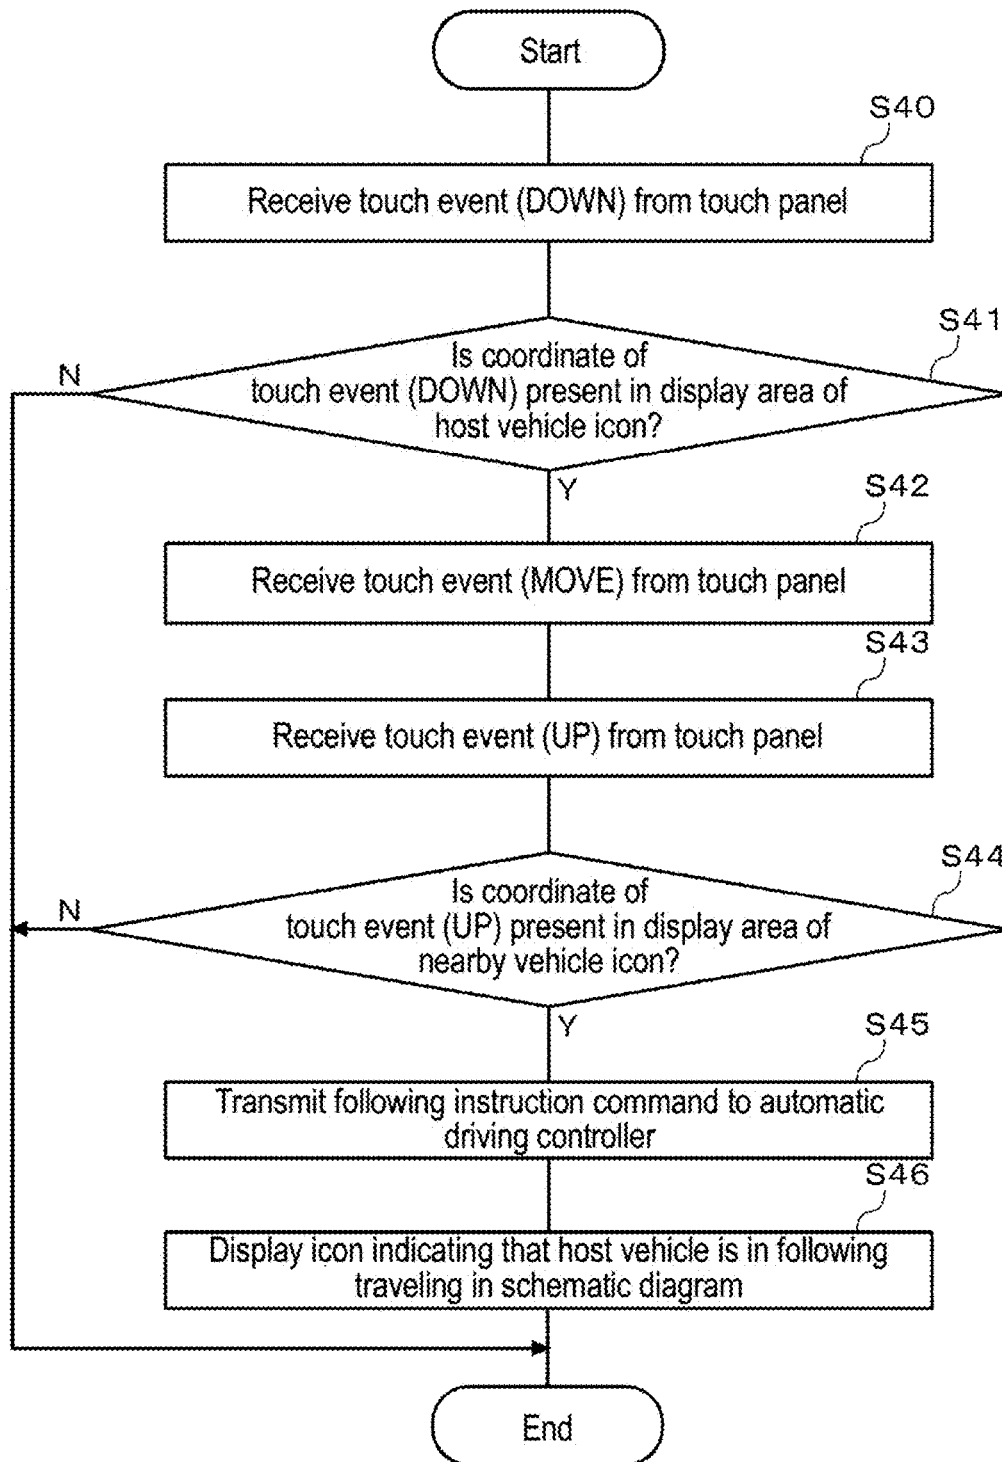 Start
S40
Receive touch event (DOWN) from touch panel
S41
Is coordinate of
touch event (DOWN) present in display area of
host vehicle icon?
N
Y
S42
Receive touch event (MOVE) from touch panel
S43
Receive touch event (UP) from touch panel
S44
Is coordinate of
touch event (UP) present in display area of
nearby vehicle icon?
N
Y
S45
Transmit following instruction command to automatic
driving controller
S46
Display icon indicating that host vehicle is in following
traveling in schematic diagram
End